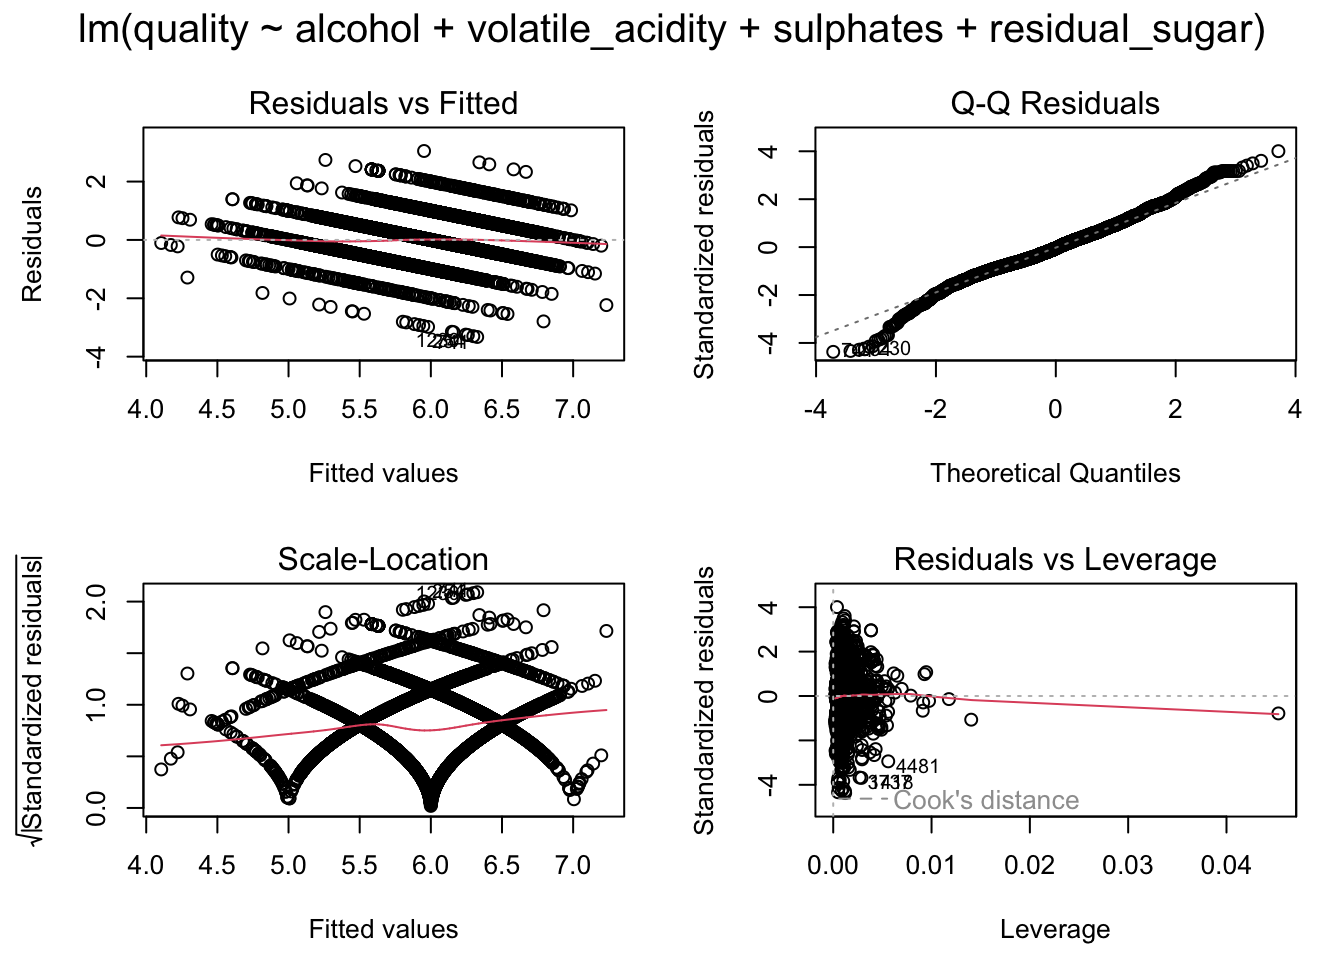 lm(quality ~ alcohol + volatile_acidity + sulphates + residual_sugar)
Residuals vs Fitted
Residuals
2
0
-2
-4
4.0 4.5 5.0 5.5 6.0 6.5 7.0
Fitted values
Q-Q Residuals
Standardized residuals
4
2
0
-2
-4
-4 -2 0 2 4
Theoretical Quantiles
Scale-Location
√|Standardized residuals|
2.0
1.0
0.0
4.0 4.5 5.0 5.5 6.0 6.5 7.0
Fitted values
Residuals vs Leverage
Standardized residuals
4
2
0
-4
4481
Cook's distance
0.00 0.01 0.02 0.03 0.04
Leverage